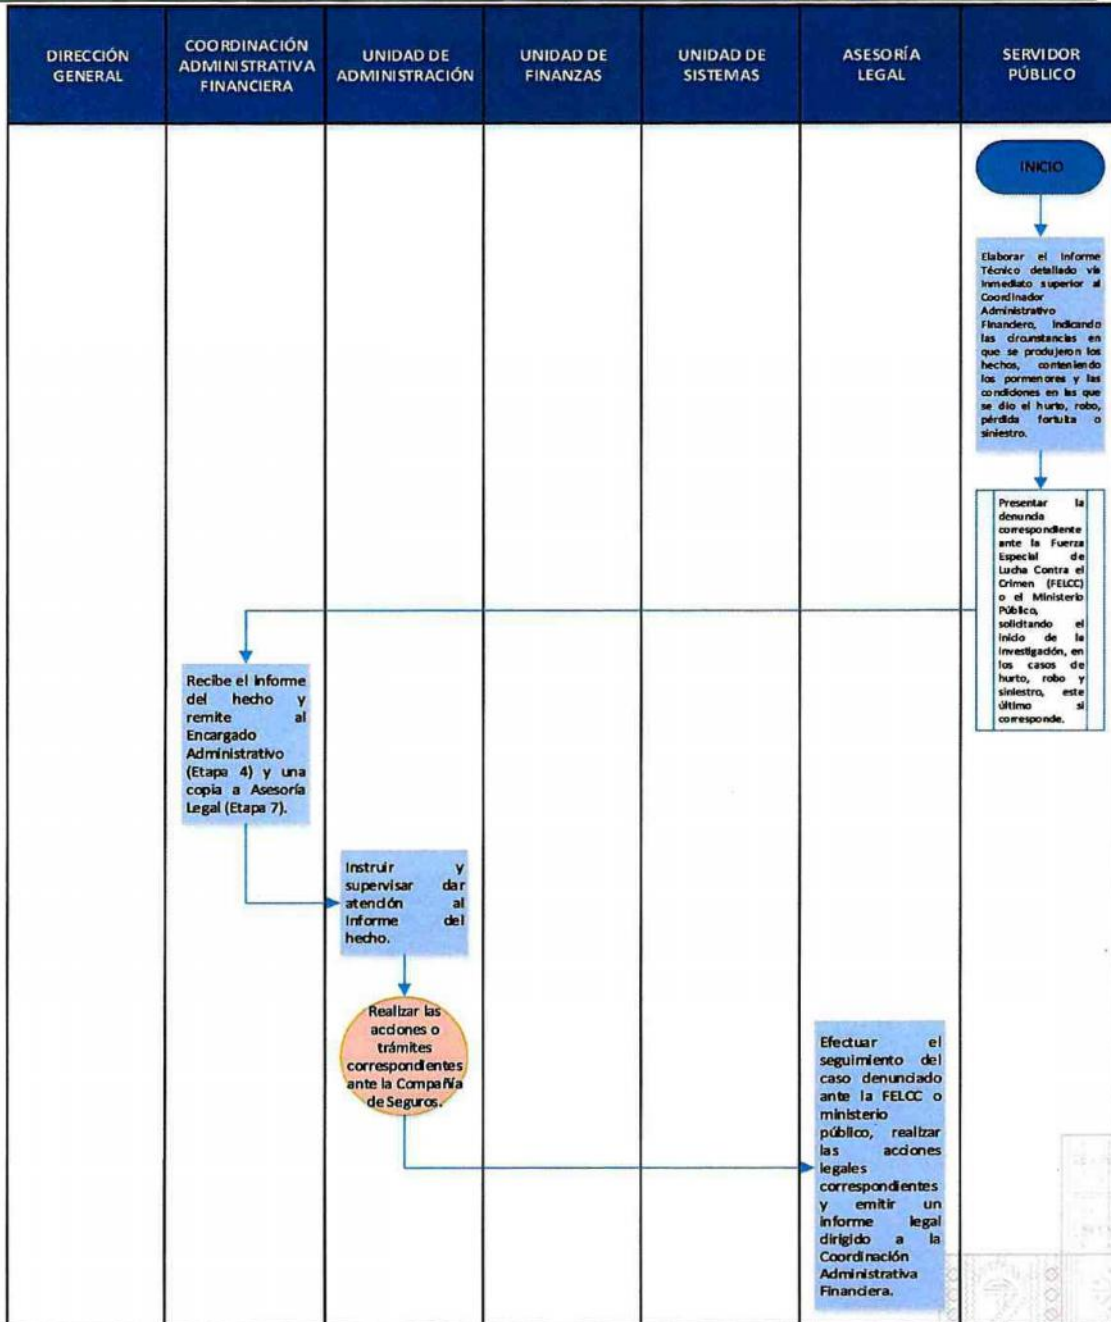 DIRECCIÓN
GENERAL
COORDINACIÓN
ADMINISTRATIVA
FINANCIERA
UNIDAD DE
ADMINISTRACIÓN
UNIDAD DE
FINANZAS
UNIDAD DE
SISTEMAS
ASESORÍA
LEGAL
SERVIDOR
PÚBLICO
INICIO
Elaborar el Informe
Técnico detallado vía
Inmediato superior al
Coordinador
Administrativo
Financiero, indicando
las circunstancias en
que se produjeron los
hechos, conteniendo
los pormenores y las
condiciones en las que
se dio el hurto, robo,
pérdida fortuita o
siniestro.
Presentar la
denuncia
correspondiente
ante la Fuerza
Especial de
Lucha Contra el
Crimen (FELCC)
o el Ministerio
Público,
solicitando el
inicio de la
investigación, en
los casos de
hurto, robo y
siniestro, este
último si
corresponde.
Recibe el informe
del hecho y
remite al
Encargado
Administrativo
(Etapa 4) y una
copia a Asesoría
Legal (Etapa 7).
Instruir y
supervisar dar
atención al
Informe del
hecho.
Realizar las
acciones o
trámites
correspondientes
ante la Compañía
de Seguros.
Efectuar el
seguimiento del
caso denunciado
ante la FELCC o
ministerio
público, realizar
las acciones
legales
correspondientes
y emitir un
informe legal
dirigido a la
Coordinación
Administrativa
Financiera.